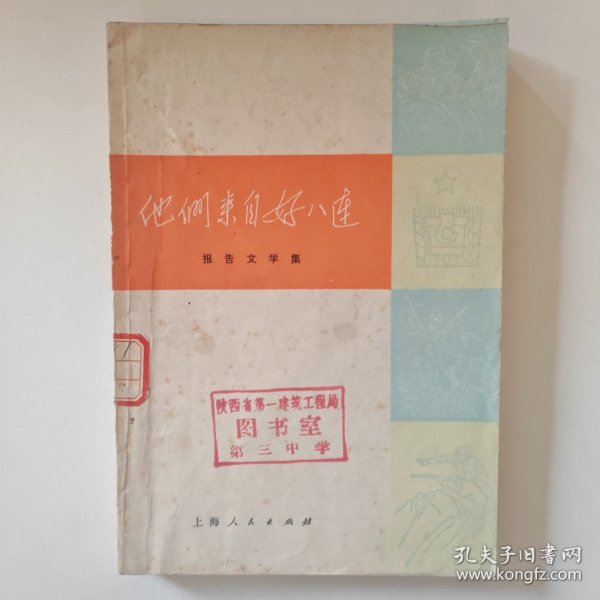 他們来自好八连
报告文学集
陕西省第一建筑工程局
图书室
第三中学
上海人民出版社
孔夫子旧书网
www.kongfz.com